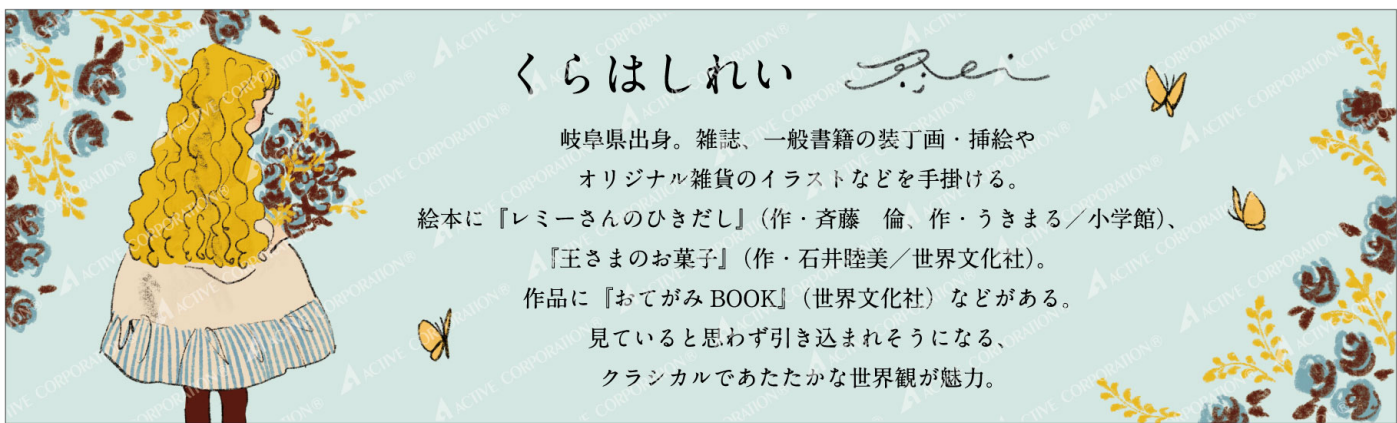 くらはしれい Rei
岐阜県出身。雑誌、一般書籍の装丁画・挿絵や
オリジナル雑貨のイラストなどを手掛ける。
絵本に『レミーさんのひきだし』（作・斉藤　倫、作・うきまる／小学館）、
『王さまのお菓子』（作・石井睦美／世界文化社）。
作品に『おてがみ BOOK』（世界文化社）などがある。
見ていると思わず引き込まれそうになる、
クラシカルであたたかな世界観が魅力。
ACTIVE CORPORATION®